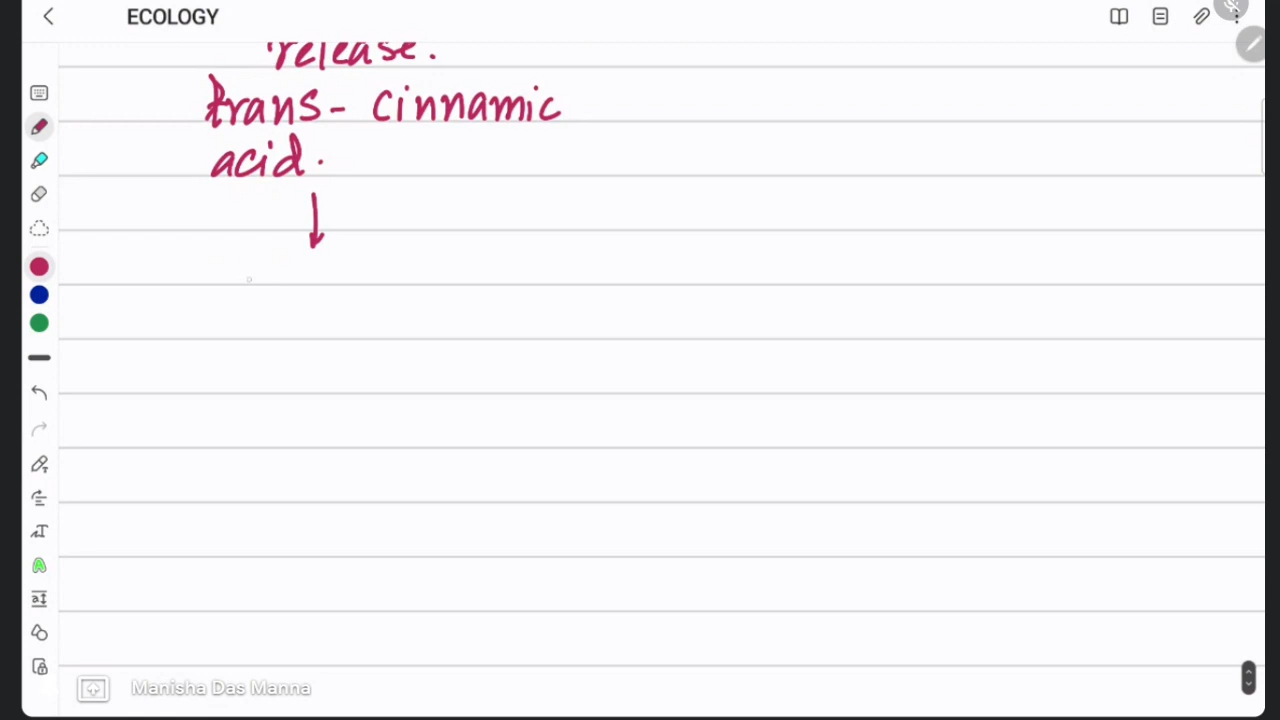 ECOLOGY
release.
trans- cinnamic
acid.
Manisha Das Manna